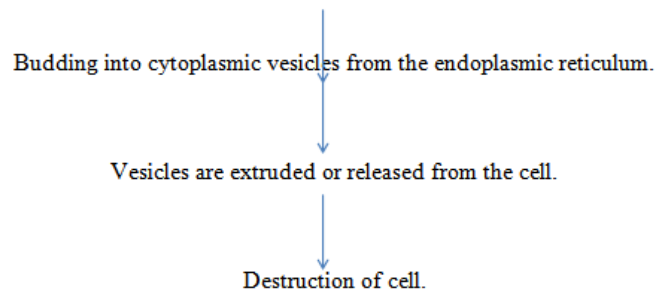 Budding into cytoplasmic vesicles from the endoplasmic reticulum.
Vesicles are extruded or released from the cell.
Destruction of cell.